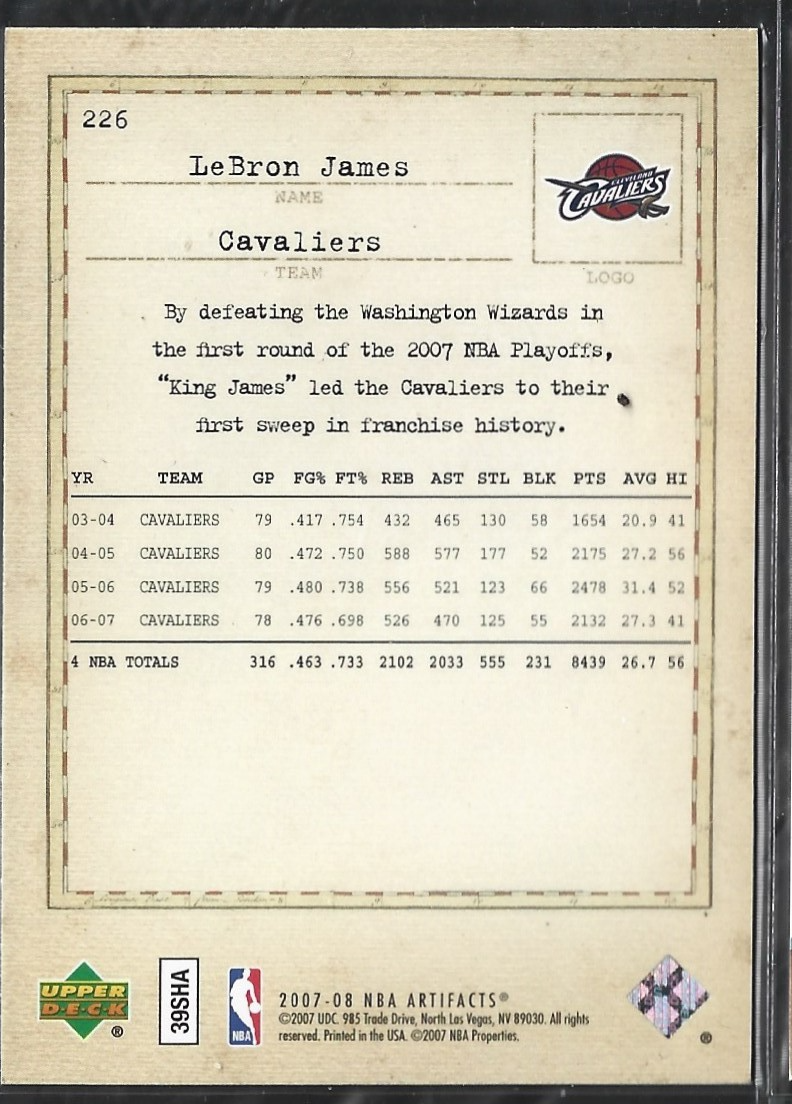 226
LeBron James
NAME
CLEVELAND
CAVALIERS
Cavaliers
TEAM
LOGO
By defeating the Washington Wizards in
the first round of the 2007 NBA Playoffs,
“King James” led the Cavaliers to their
first sweep in franchise history.
YR TEAM GP FG% FT% REB AST STL BLK PTS AVG HI
03-04 CAVALIERS 79 .417 .754 432 465 130 58 1654 20.9 41
04-05 CAVALIERS 80 .472 .750 588 577 177 52 2175 27.2 56
05-06 CAVALIERS 79 .480 .738 556 521 123 66 2478 31.4 52
06-07 CAVALIERS 78 .476 .698 526 470 125 55 2132 27.3 41
4 NBA TOTALS 316 .463 .733 2102 2033 555 231 8439 26.7 56
UPPER
DECK
®
39SHA
NBA
2007-08 NBA ARTIFACTS®
©2007 UDC. 985 Trade Drive, North Las Vegas, NV 89030. All rights
reserved. Printed in the USA. ©2007 NBA Properties.
®